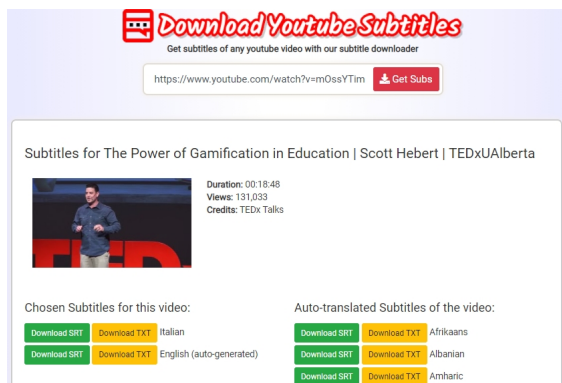 Download Youtube Subtitles
Get subtitles of any youtube video with our subtitle downloader
https://www.youtube.com/watch?v=mOssYTim
Get Subs
Subtitles for The Power of Gamification in Education | Scott Hebert | TEDxUAlberta
Duration: 00:18:48
Views: 131,033
Credits: TEDx Talks
Chosen Subtitles for this video:
Download SRT Download TXT Italian
Download SRT Download TXT English (auto-generated)
Auto-translated Subtitles of the video:
Download SRT Download TXT Afrikaans
Download SRT Download TXT Albanian
Download SRT Download TXT Amharic